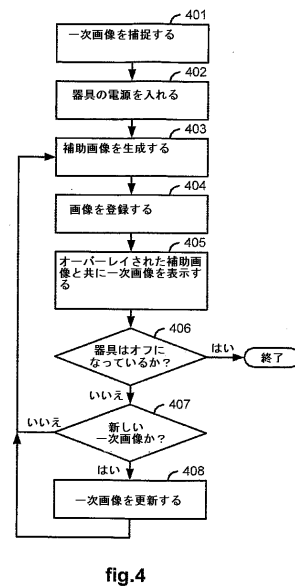 401
一次画像を捕捉する
402
器具の電源を入れる
403
補助画像を生成する
404
画像を登録する
405
オーバーレイされた補助画
像と共に一次画像を表示す
る
406
器具はオフに
なっているか?
はい
終了
いいえ
407
いいえ
新しい
一次画像か?
はい
408
一次画像を更新する
fig.4